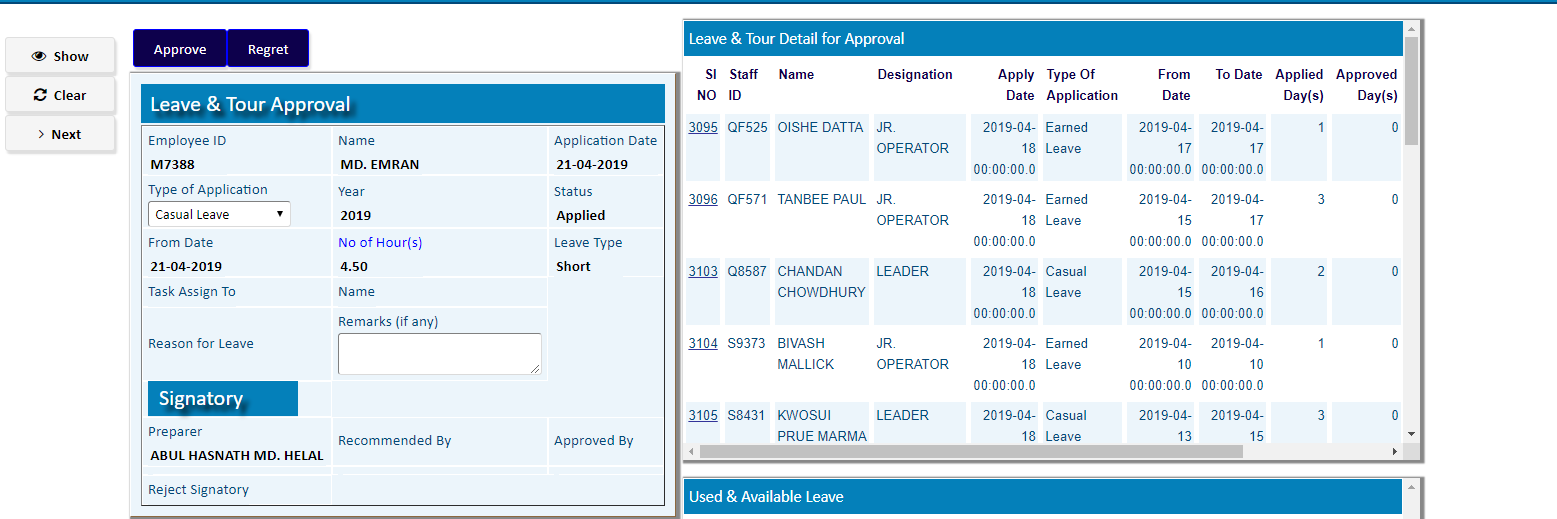 Show
Clear
Next
Approve Regret
Leave & Tour Approval
Employee ID Name Application Date
M7388 MD. EMRAN 21-04-2019
Type of Application Year Status
Casual Leave 2019 Applied
From Date No of Hour(s) Leave Type
21-04-2019 4.50 Short
Task Assign To Name
Remarks (if any)
Reason for Leave
Signatory
Preparer Recommended By Approved By
ABUL HASNATH MD. HELAL
Reject Signatory
Leave & Tour Detail for Approval
Sl Staff Name Designation Apply Type Of From To Date Applied Approved
NO ID Date Application Date Day(s) Day(s)
3095 QF525 OISHE DATTA JR. 2019-04- Earned 2019-04- 2019-04- 1 0
OPERATOR 18 Leave 17 17
00:00:00.0 00:00:00.0 00:00:00.0
3096 QF571 TANBEE PAUL JR. 2019-04- Earned 2019-04- 2019-04- 3 0
OPERATOR 18 Leave 15 17
00:00:00.0 00:00:00.0 00:00:00.0
3103 Q8587 CHANDAN LEADER 2019-04- Casual 2019-04- 2019-04- 2 0
CHOWDHURY 18 Leave 15 16
00:00:00.0 00:00:00.0 00:00:00.0
3104 S9373 BIVASH JR. 2019-04- Earned 2019-04- 2019-04- 1 0
MALLICK OPERATOR 18 Leave 10 10
00:00:00.0 00:00:00.0 00:00:00.0
3105 S8431 KWOSUI LEADER 2019-04- Casual 2019-04- 2019-04- 3 0
PRUE MARMA 18 Leave 13 15
Used & Available Leave